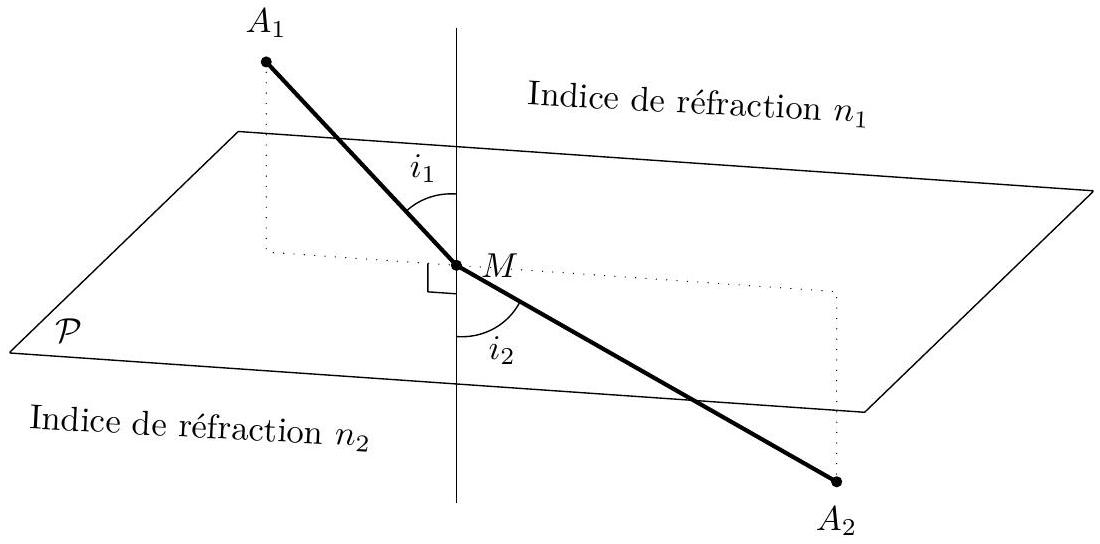 A₁
Indice de réfraction n₁
i₁
M
𝒫
i₂
Indice de réfraction n₂
A₂